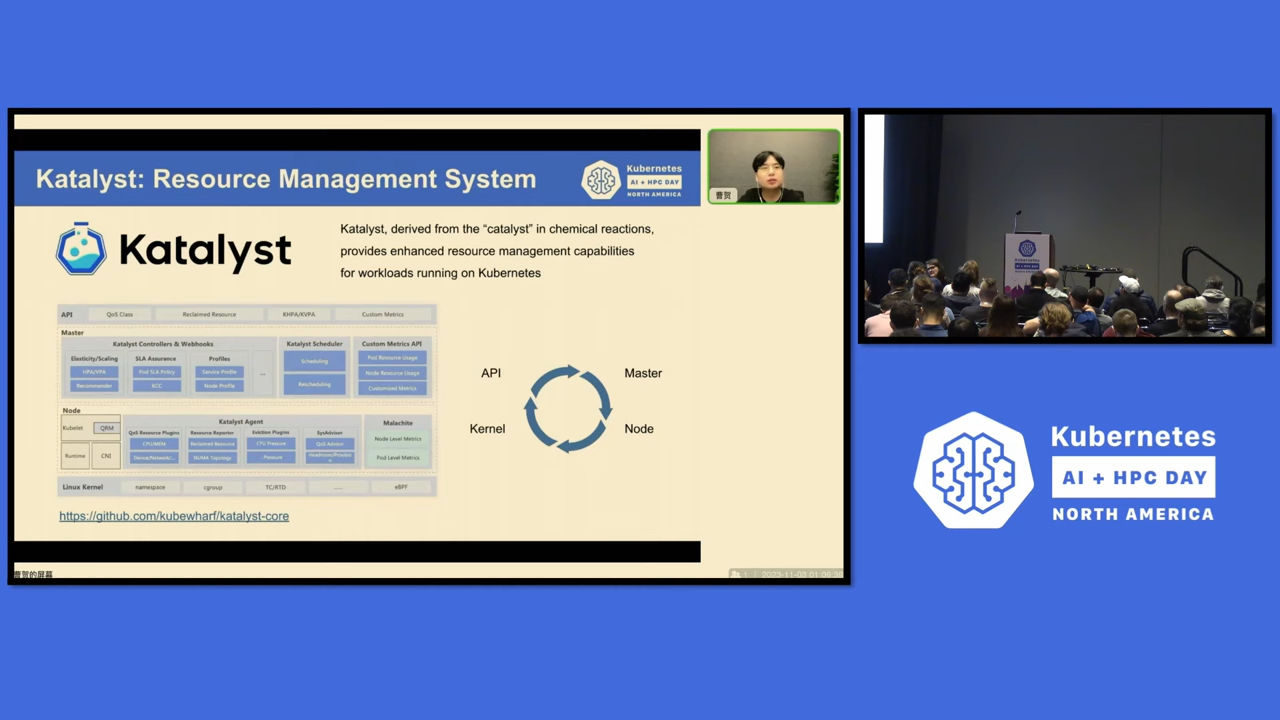 Katalyst: Resource Management System
Kubernetes
AI + HPC DAY
NORTH AMERICA
Katalyst
Katalyst, derived from the “catalyst” in chemical reactions,
provides enhanced resource management capabilities
for workloads running on Kubernetes
API QoS Class Reclaimed Resource KHPA/KVPA Custom Metrics
Master
Katalyst Controllers & Webhooks Katalyst Scheduler Custom Metrics API
Elasticity/Scaling SLA Assurance Profiles
HPA/VPA Pod SLA Policy Service Profile ... Scheduling Pod Resource Usage
Node Resource Usage
Recommender KCC Node Profile Rescheduling Customized Metrics
Node
Katalyst Agent Malachite
Kubelet QRM
QoS Resource Plugins Resource Reporter Eviction Plugins SysAdvisor
CPU/MEM Reclaimed Resource CPU Pressure QoS Advisor Node Level Metrics
Runtime CNI NUMA Topology Pod Level Metrics
Linux Kernel namespace cgroup TC/RTD ...... eBPF
API Master
Kernel Node
https://github.com/kubewharf/katalyst-core
曹贺
曹贺的屏幕
Kubernetes
AI + HPC DAY
NORTH AMERICA